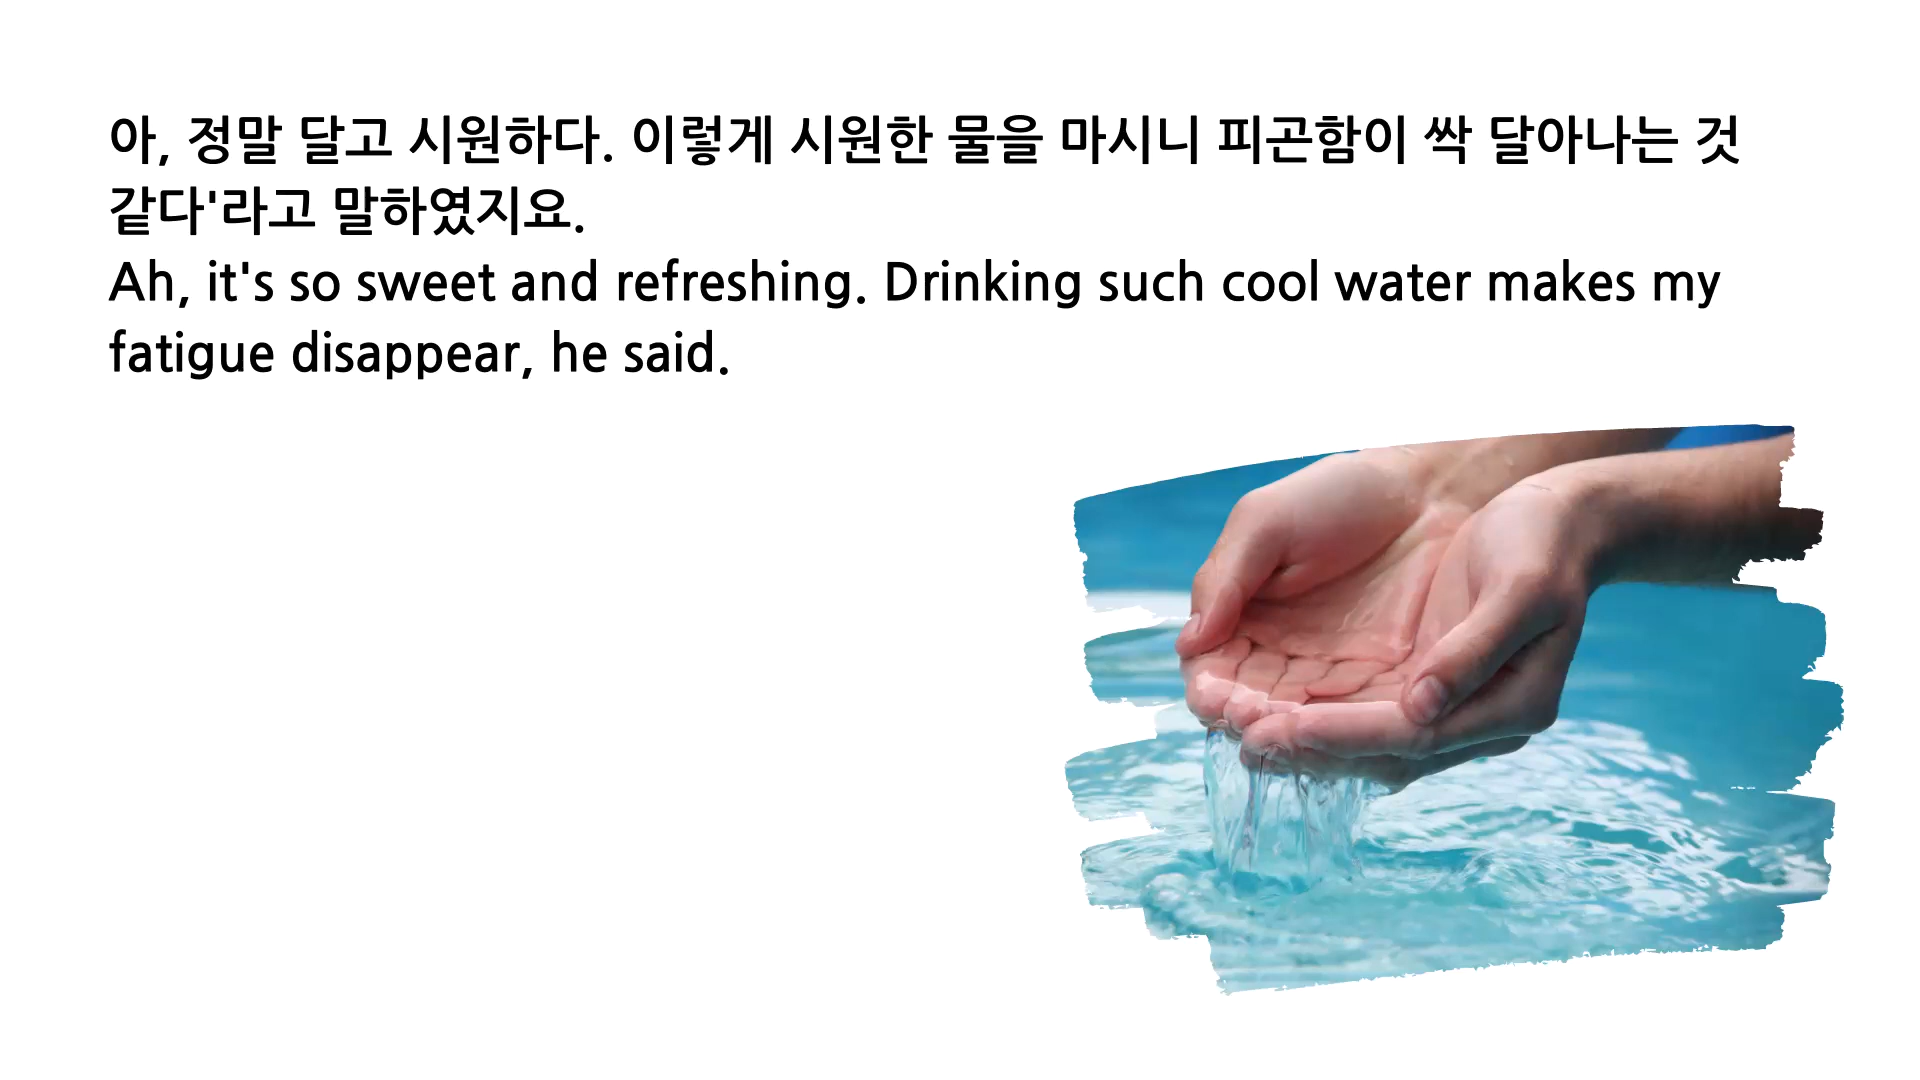 아, 정말 달고 시원하다. 이렇게 시원한 물을 마시니 피곤함이 싹 달아나는 것
같다'라고 말하였지요.
Ah, it's so sweet and refreshing. Drinking such cool water makes my
fatigue disappear, he said.